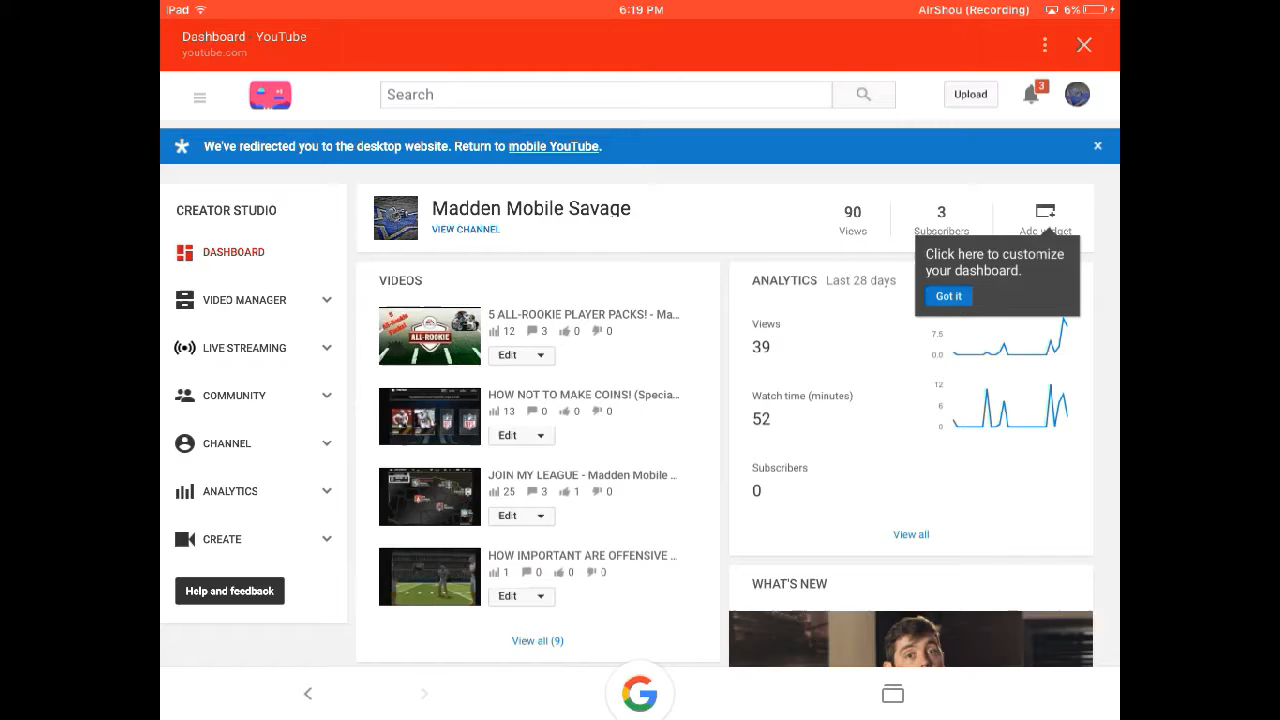 iPad
6:19 PM
AirShou (Recording)
6%
Dashboard YouTube
youtube.com
Search
Upload
3
We've redirected you to the desktop website. Return to mobile YouTube.
x
CREATOR STUDIO
DASHBOARD
VIDEO MANAGER
LIVE STREAMING
COMMUNITY
CHANNEL
ANALYTICS
CREATE
Help and feedback
Madden Mobile Savage
VIEW CHANNEL
90
Views
3
Subscribers
Add widget
Click here to customize
your dashboard.
Got it
VIDEOS
5 ALL-ROOKIE PLAYER PACKS! - Ma...
12 3 0 0
Edit
HOW NOT TO MAKE COINS! (Specia...
13 0 0 0
Edit
JOIN MY LEAGUE - Madden Mobile ...
25 3 1 0
Edit
HOW IMPORTANT ARE OFFENSIVE ...
1 0 0 0
Edit
View all (9)
ALL-ROOKIE
ANALYTICS Last 28 days
Views
39
7.5
0.0
Watch time (minutes)
52
12
6
0
Subscribers
0
View all
WHAT'S NEW